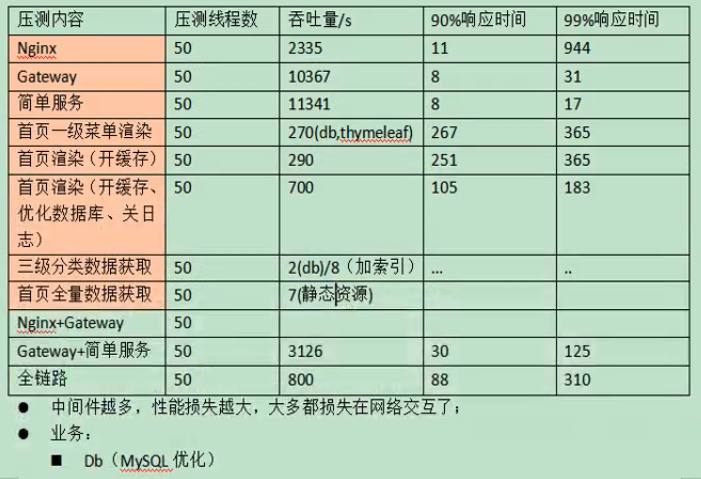 压测内容 压测线程数 吞吐量/s 90%响应时间 99%响应时间
Nginx 50 2335 11 944
Gateway 50 10367 8 31
简单服务 50 11341 8 17
首页一级菜单渲染 50 270(db,thymeleaf) 267 365
首页渲染（开缓存） 50 290 251 365
首页渲染（开缓存、 50 700 105 183
优化数据库、关日
志）
三级分类数据获取 50 2(db)/8（加索引） ... ..
首页全量数据获取 50 7(静态资源)
Nginx+Gateway 50
Gateway+简单服务 50 3126 30 125
全链路 50 800 88 310
● 中间件越多，性能损失越大，大多都损失在网络交互了；
● 业务：
■ Db（MySQL 优化）